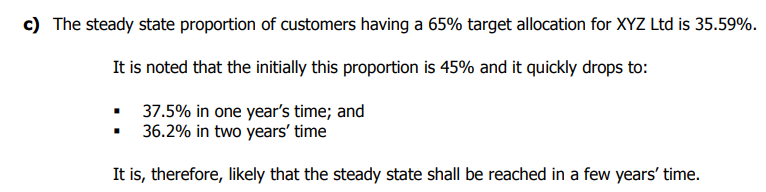 c) The steady state proportion of customers having a 65% target allocation for XYZ Ltd is 35.59%.
It is noted that the initially this proportion is 45% and it quickly drops to:
▪ 37.5% in one year’s time; and
▪ 36.2% in two years’ time
It is, therefore, likely that the steady state shall be reached in a few years’ time.